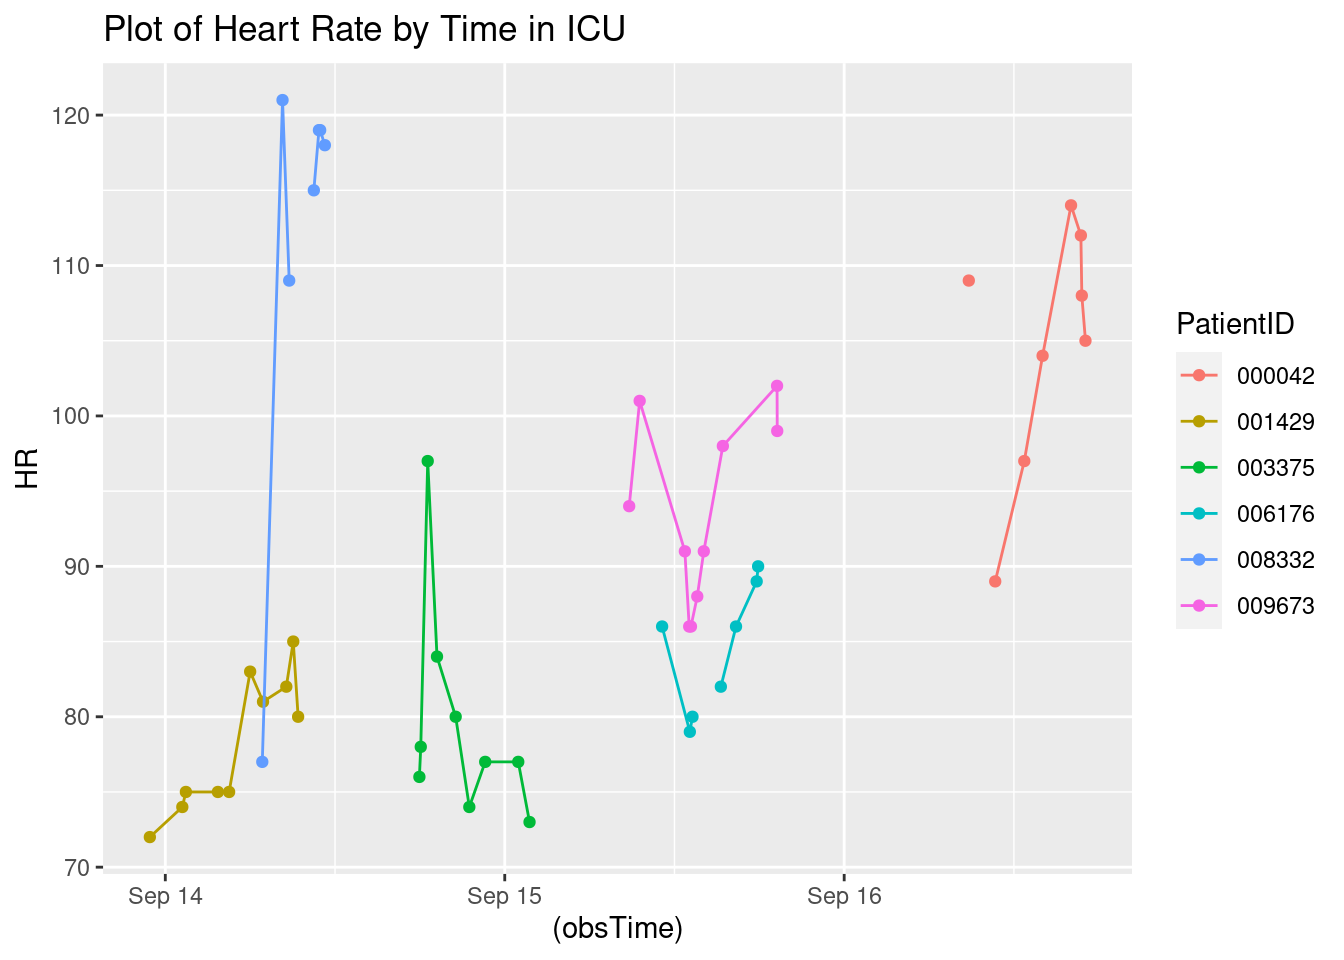 Plot of Heart Rate by Time in ICU
120
110
100
90
80
70
HR
Sep 14
Sep 15
Sep 16
(obsTime)
PatientID
000042
001429
003375
006176
008332
009673